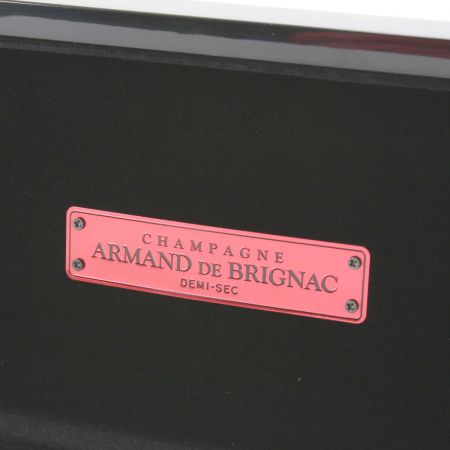 CHAMPAGNE
ARMAND DE BRIGNAC
DEMI-SEC